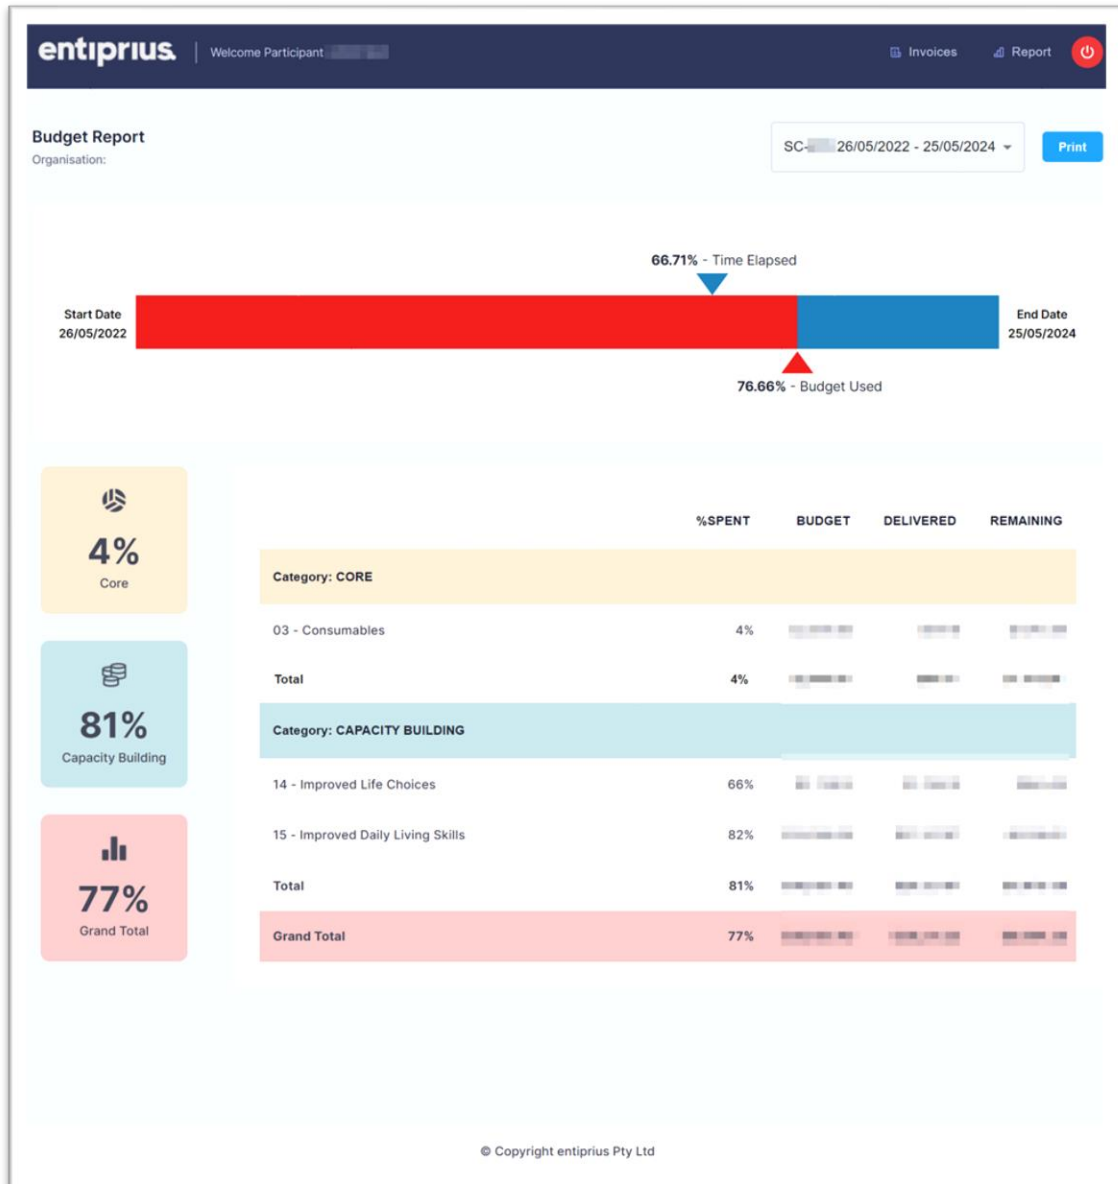 entiprius
Welcome Participant
Invoices
Report
Budget Report
Organisation:
SC- 26/05/2022 - 25/05/2024
Print
66.71% - Time Elapsed
Start Date
26/05/2022
End Date
25/05/2024
76.66% - Budget Used
4%
Core
81%
Capacity Building
77%
Grand Total
%SPENT BUDGET DELIVERED REMAINING
Category: CORE
03 - Consumables 4%
Total 4%
Category: CAPACITY BUILDING
14 - Improved Life Choices 66%
15 - Improved Daily Living Skills 82%
Total 81%
Grand Total 77%
© Copyright entiprius Pty Ltd